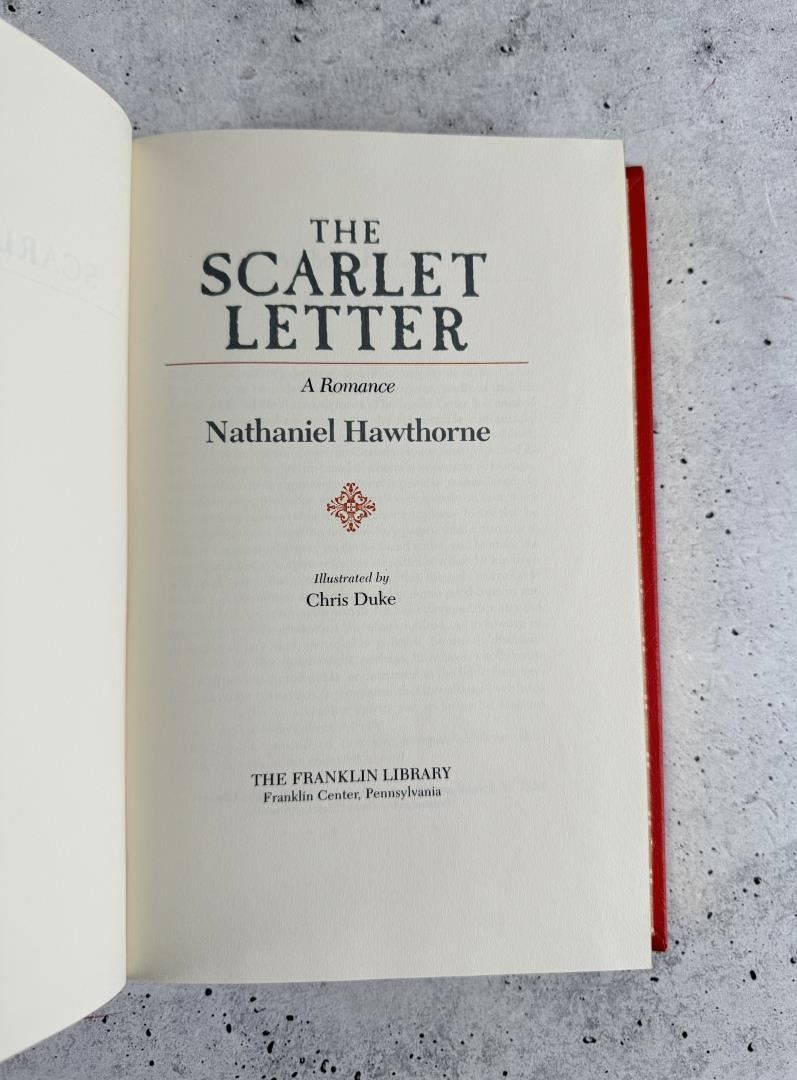 THE
SCARLET
LETTER
A Romance
Nathaniel Hawthorne
Illustrated by
Chris Duke
THE FRANKLIN LIBRARY
Franklin Center, Pennsylvania